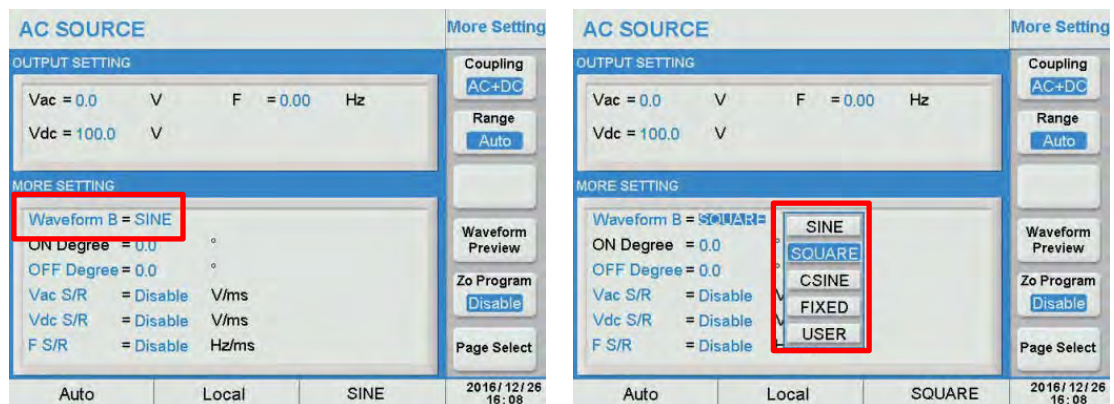 AC SOURCE
More Setting
OUTPUT SETTING
Vac = 0.0 V F = 0.00 Hz
Vdc = 100.0 V
MORE SETTING
Waveform B = SINE
ON Degree = 0.0 °
OFF Degree = 0.0 °
Vac S/R = Disable V/ms
Vdc S/R = Disable V/ms
F S/R = Disable Hz/ms
Coupling
AC+DC
Range
Auto
Waveform
Preview
Zo Program
Disable
Page Select
Auto Local SINE
2016/12/26
16:08
AC SOURCE
More Setting
OUTPUT SETTING
Vac = 0.0 V F = 0.00 Hz
Vdc = 100.0 V
MORE SETTING
Waveform B = SQUARE
ON Degree = 0.0 °
OFF Degree = 0.0
Vac S/R = Disable
Vdc S/R = Disable
F S/R = Disable
SINE
SQUARE
CSINE
FIXED
USER
Coupling
AC+DC
Range
Auto
Waveform
Preview
Zo Program
Disable
Page Select
Auto Local SQUARE
2016/12/26
16:08